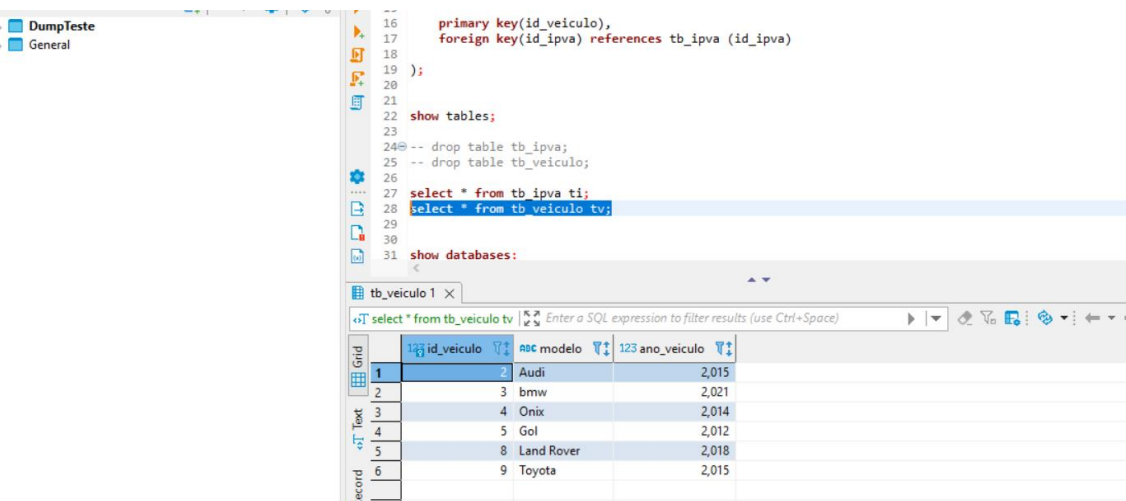 DumpTeste
General
16 primary key(id_veiculo),
17 foreign key(id_ipva) references tb_ipva (id_ipva)
18
19 );
20
21
22 show tables;
23
24 -- drop table tb_ipva;
25 -- drop table tb_veiculo;
26
27 select * from tb_ipva ti;
28 select * from tb_veiculo tv;
29
30
31 show databases;
tb_veiculo 1
select * from tb_veiculo tv Enter a SQL expression to filter results (use Ctrl+Space)
Grid
Text
123 id_veiculo ABC modelo 123 ano_veiculo
1 2 Audi 2,015
2 3 bmw 2,021
3 4 Onix 2,014
4 5 Gol 2,012
5 8 Land Rover 2,018
6 9 Toyota 2,015